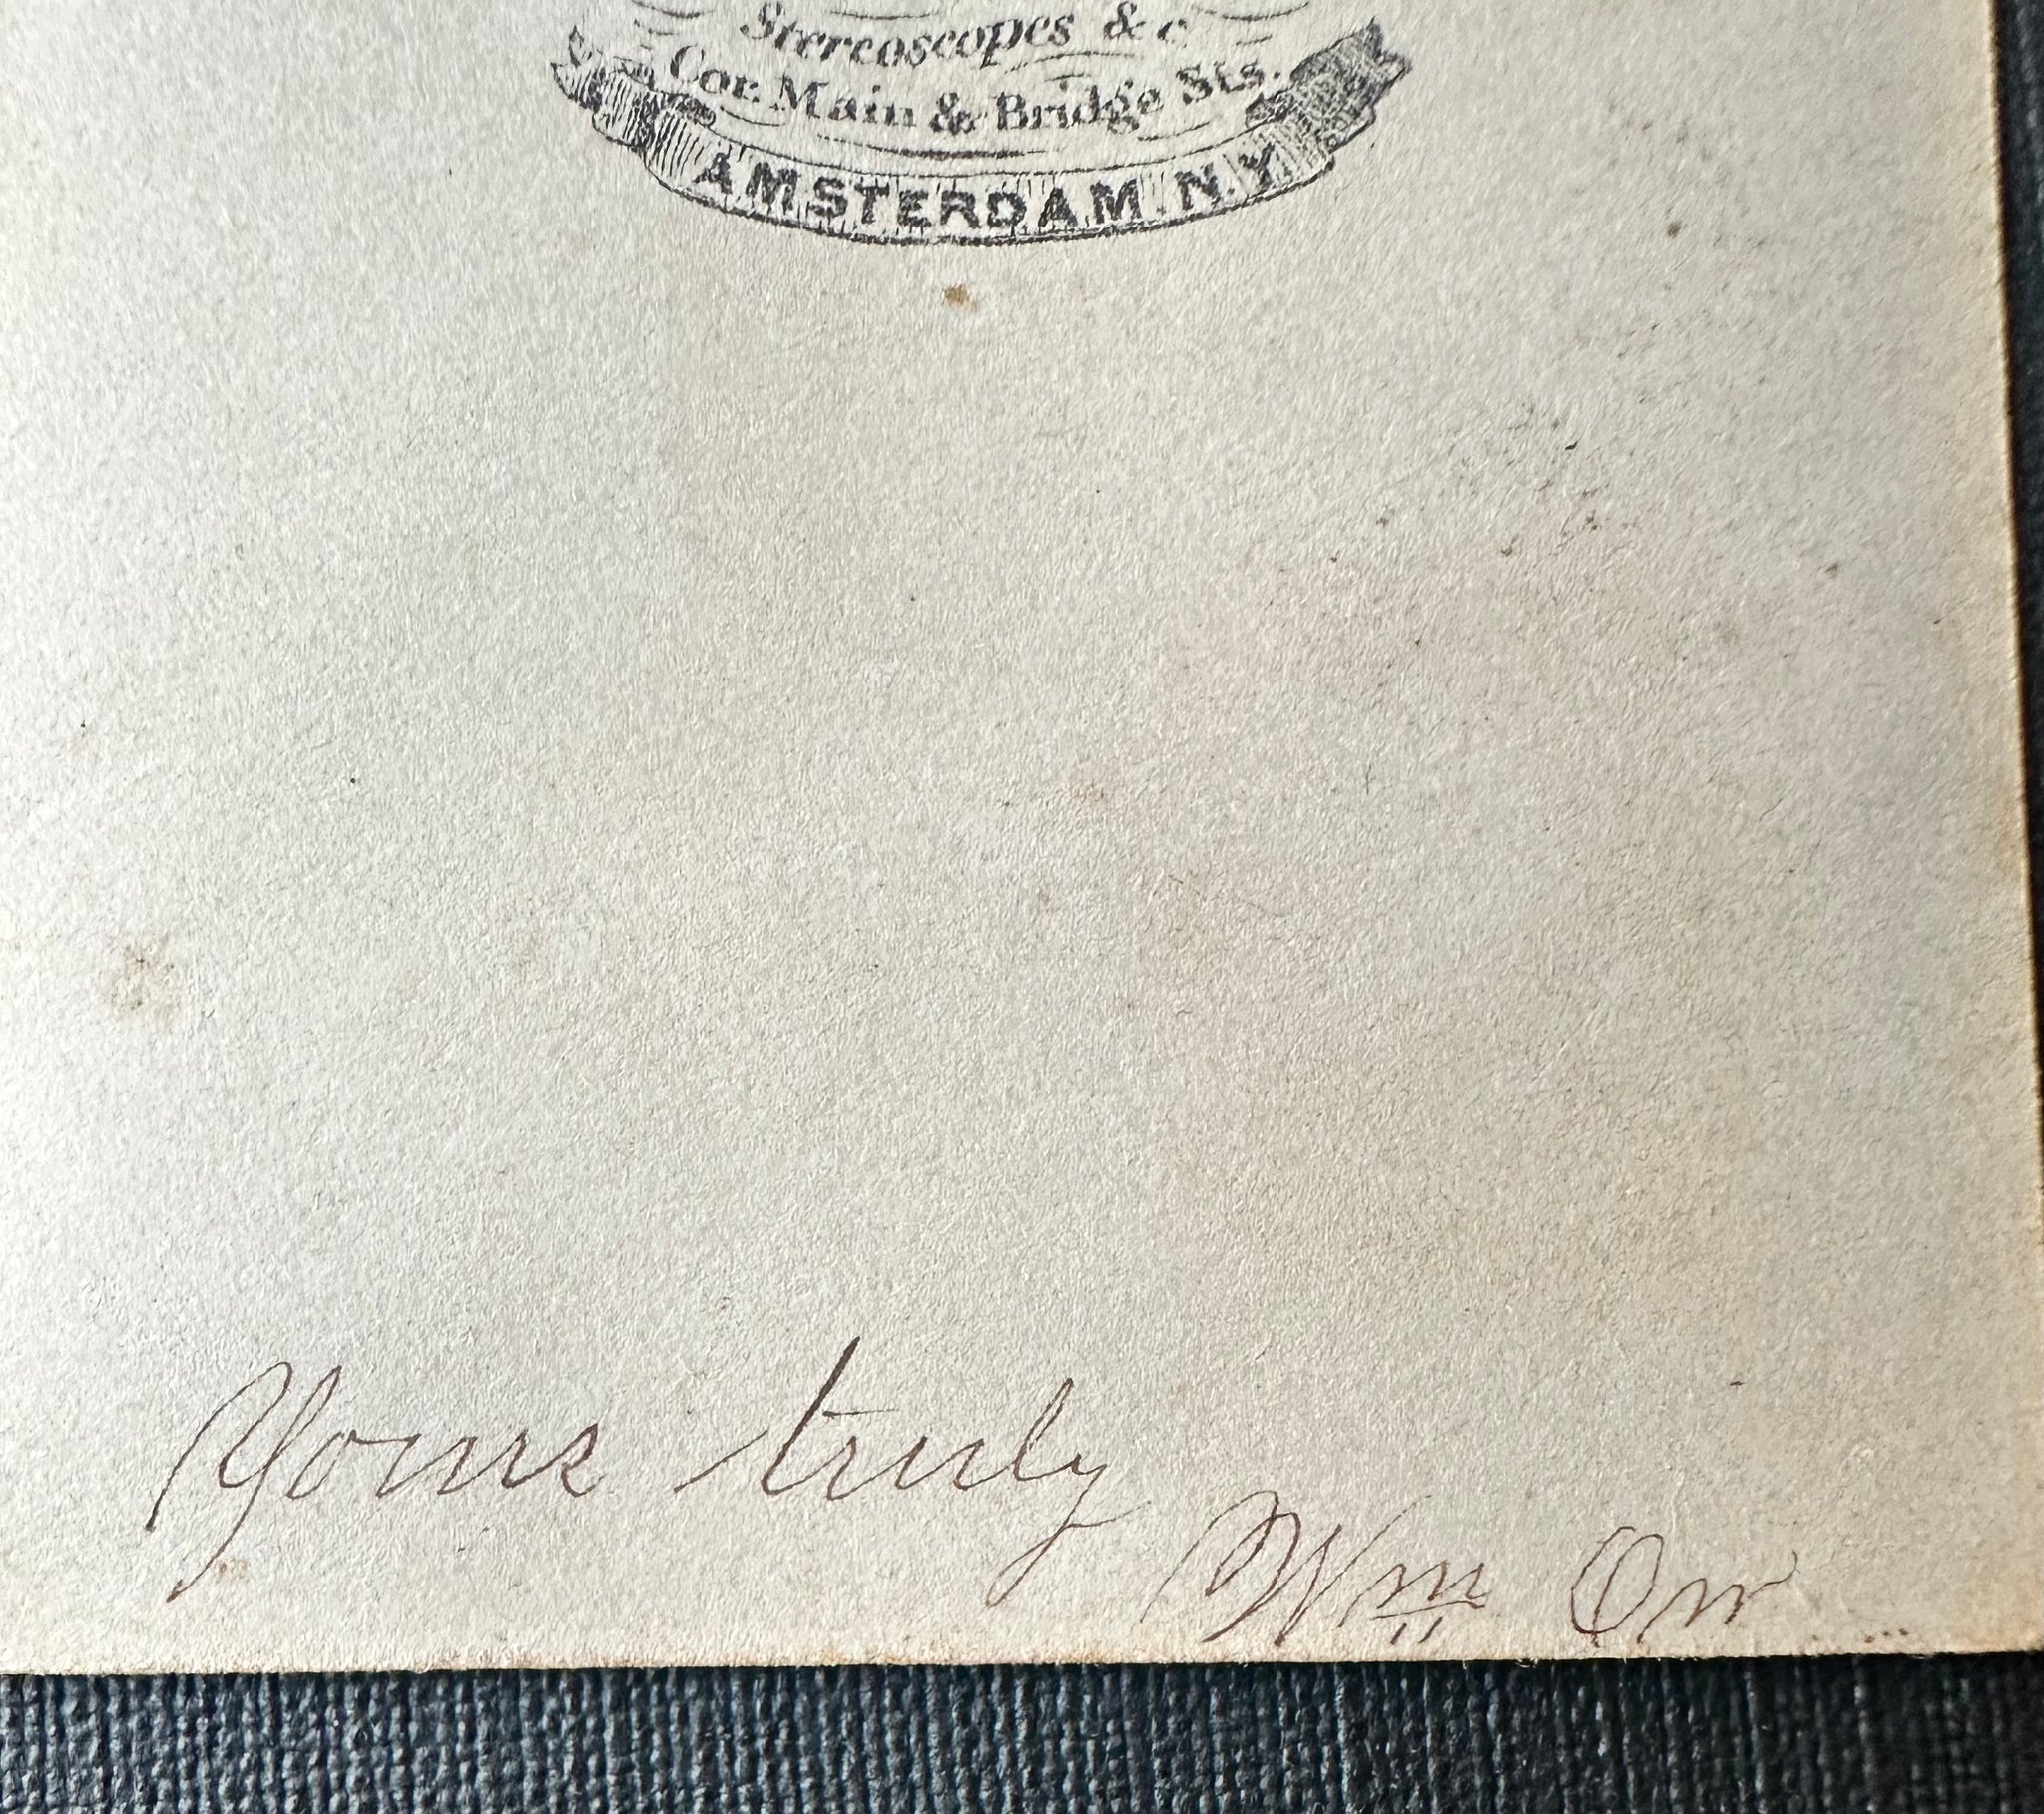 Stereoscopes & c
Cor. Main & Bridge Sts.
AMSTERDAM. N.Y.
Yours truly
Wm Orr